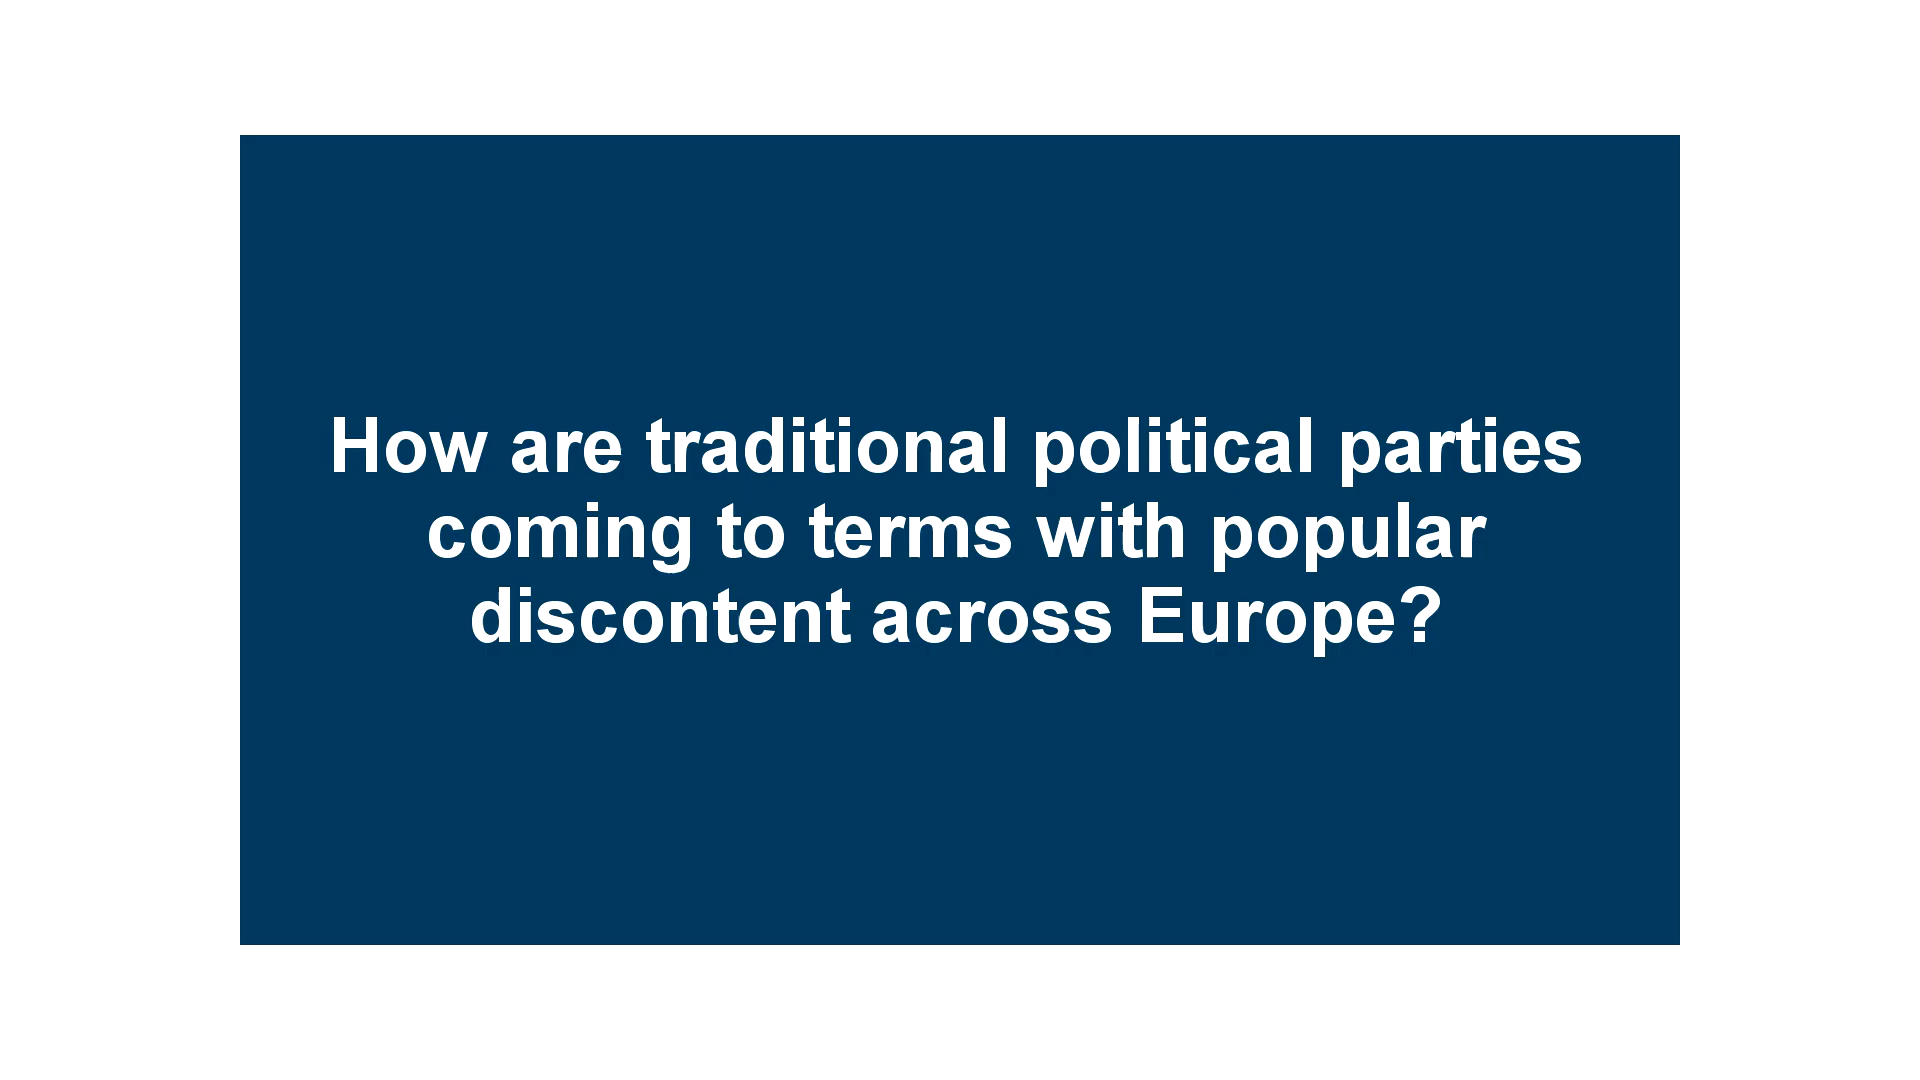 How are traditional political parties
coming to terms with popular
discontent across Europe?